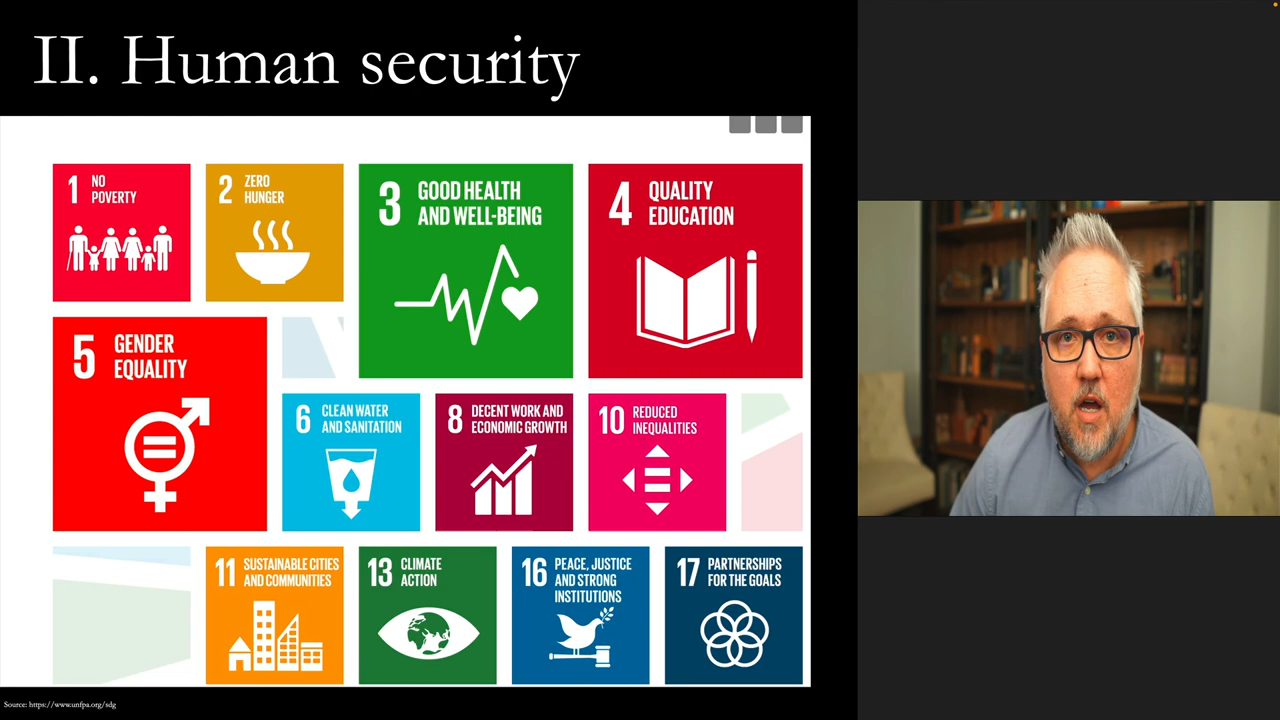 II. Human security
1 NO
POVERTY
2 ZERO
HUNGER
3 GOOD HEALTH
AND WELL-BEING
4 QUALITY
EDUCATION
5 GENDER
EQUALITY
6 CLEAN WATER
AND SANITATION
8 DECENT WORK AND
ECONOMIC GROWTH
10 REDUCED
INEQUALITIES
11 SUSTAINABLE CITIES
AND COMMUNITIES
13 CLIMATE
ACTION
16 PEACE, JUSTICE
AND STRONG
INSTITUTIONS
17 PARTNERSHIPS
FOR THE GOALS
Source: https://www.unfpa.org/sdg